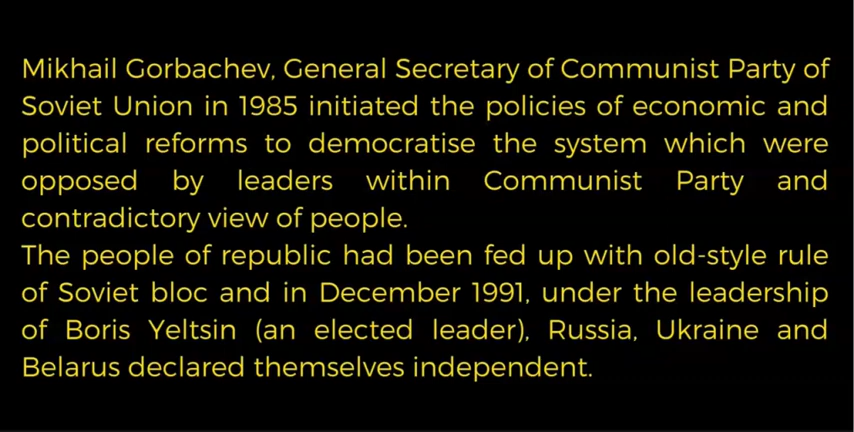 Mikhail Gorbachev, General Secretary of Communist Party of
Soviet Union in 1985 initiated the policies of economic and
political reforms to democratise the system which were
opposed by leaders within Communist Party and
contradictory view of people.
The people of republic had been fed up with old-style rule
of Soviet bloc and in December 1991, under the leadership
of Boris Yeltsin (an elected leader), Russia, Ukraine and
Belarus declared themselves independent.